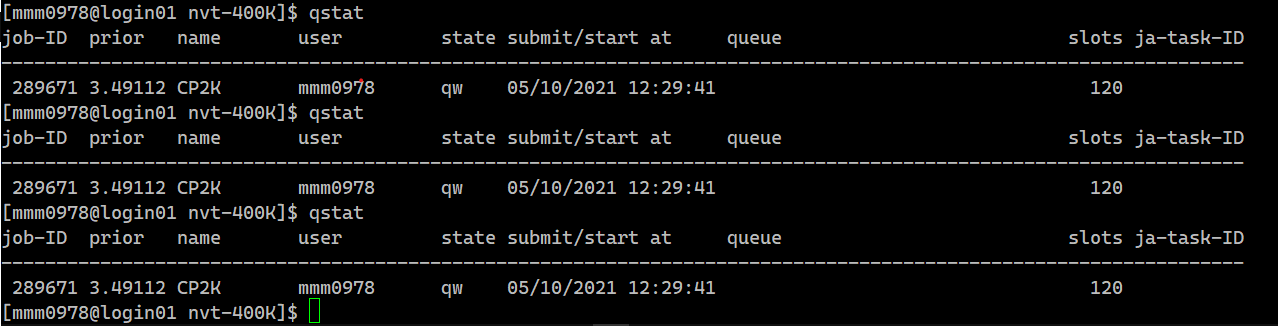 [mmm0978@login01 nvt-400K]$ qstat
job-ID  prior   name       user         state submit/start at     queue                          slots ja-task-ID
-----------------------------------------------------------------------------------------------------------------
 289671 3.49112 CP2K       mmm0978      qw    05/10/2021 12:29:41                                  120
[mmm0978@login01 nvt-400K]$ qstat
job-ID  prior   name       user         state submit/start at     queue                          slots ja-task-ID
-----------------------------------------------------------------------------------------------------------------
 289671 3.49112 CP2K       mmm0978      qw    05/10/2021 12:29:41                                  120
[mmm0978@login01 nvt-400K]$ qstat
job-ID  prior   name       user         state submit/start at     queue                          slots ja-task-ID
-----------------------------------------------------------------------------------------------------------------
 289671 3.49112 CP2K       mmm0978      qw    05/10/2021 12:29:41                                  120
[mmm0978@login01 nvt-400K]$